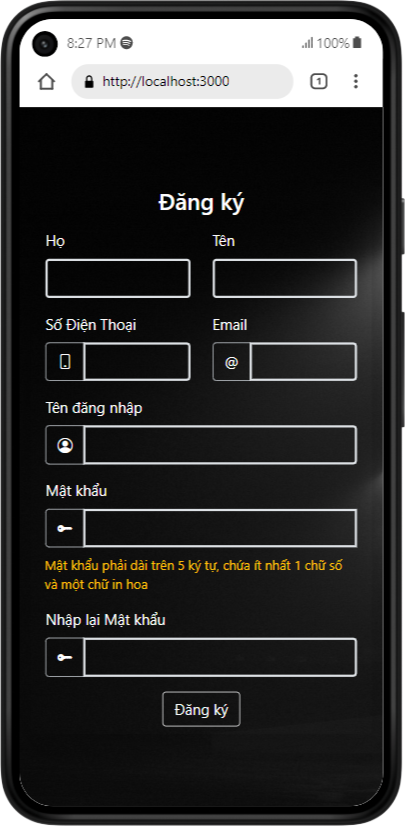 8:27 PM 100%
1
http://localhost:3000
Đăng ký
Họ Tên
Số Điện Thoại Email
@
Tên đăng nhập
Mật khẩu
Mật khẩu phải dài trên 5 ký tự, chứa ít nhất 1 chữ số
và một chữ in hoa
Nhập lại Mật khẩu
Đăng ký